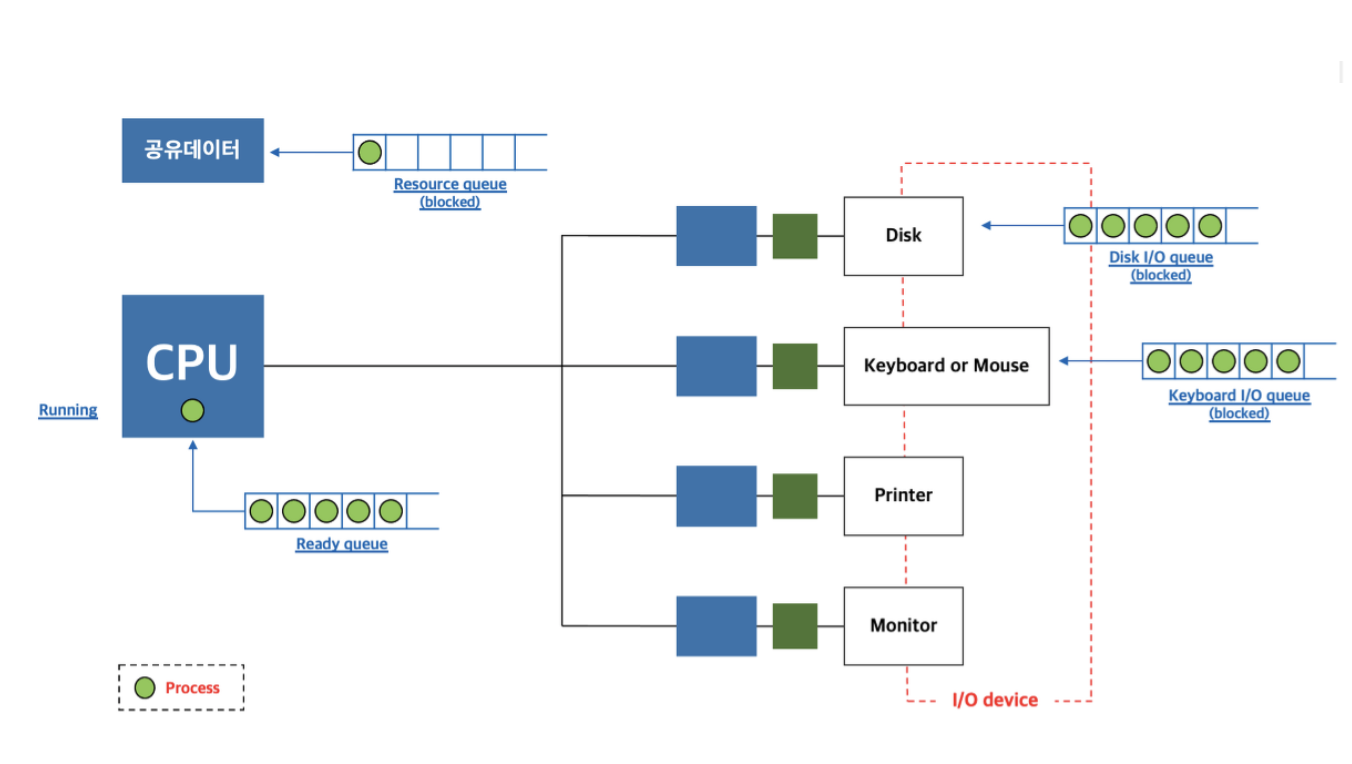 공유데이터
Resource queue
(blocked)
Disk
Disk I/O queue
(blocked)
CPU
Running
Keyboard or Mouse
Keyboard I/O queue
(blocked)
Ready queue
Printer
Monitor
Process
I/O device